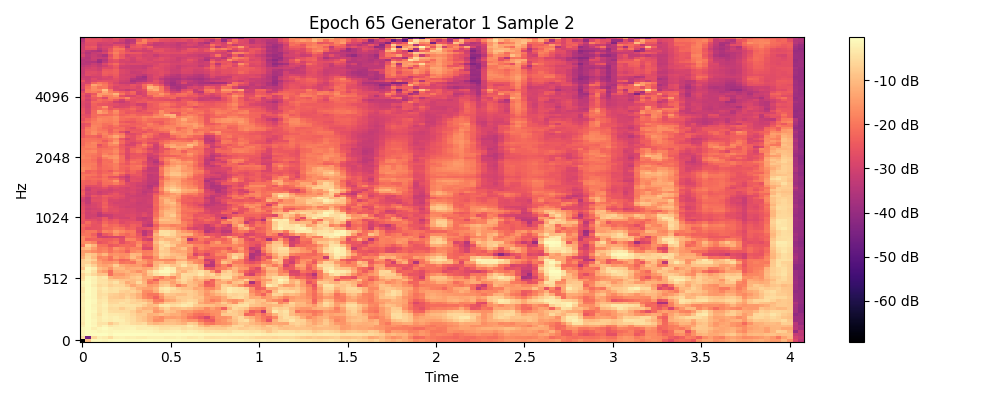 Epoch 65 Generator 1 Sample 2
Hz
4096
2048
1024
512
0
0 0.5 1 1.5 2 2.5 3 3.5 4
Time
-10 dB
-20 dB
-30 dB
-40 dB
-50 dB
-60 dB